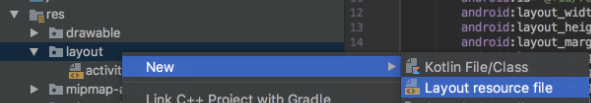 res
drawable
layout
activit
mipmap-a
New
Link C++ Project with Gradle
Kotlin File/Class
Layout resource file
11
12
13
14
android:layout_widt
android:layout_heig
android:layout_marg